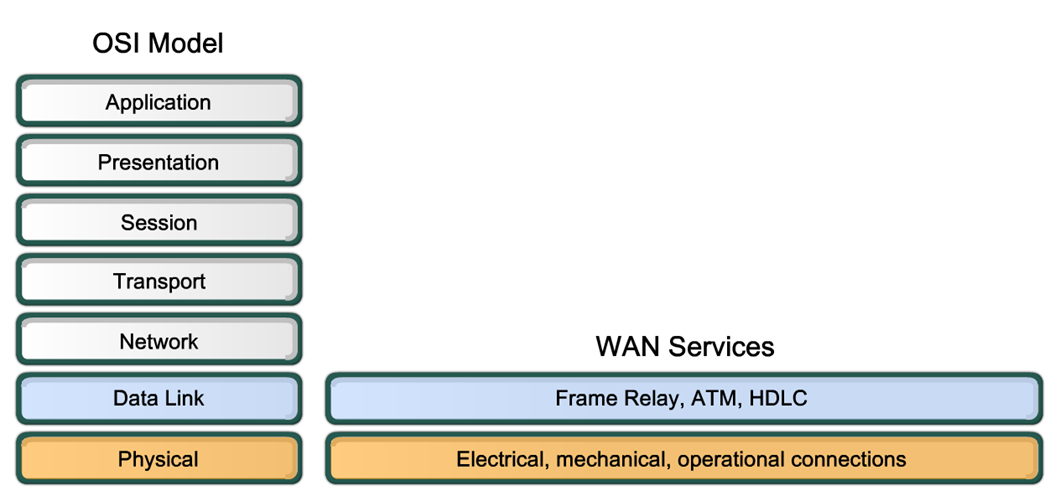 OSI Model
Application
Presentation
Session
Transport
Network
WAN Services
Data Link
Frame Relay, ATM, HDLC
Physical
Electrical, mechanical, operational connections